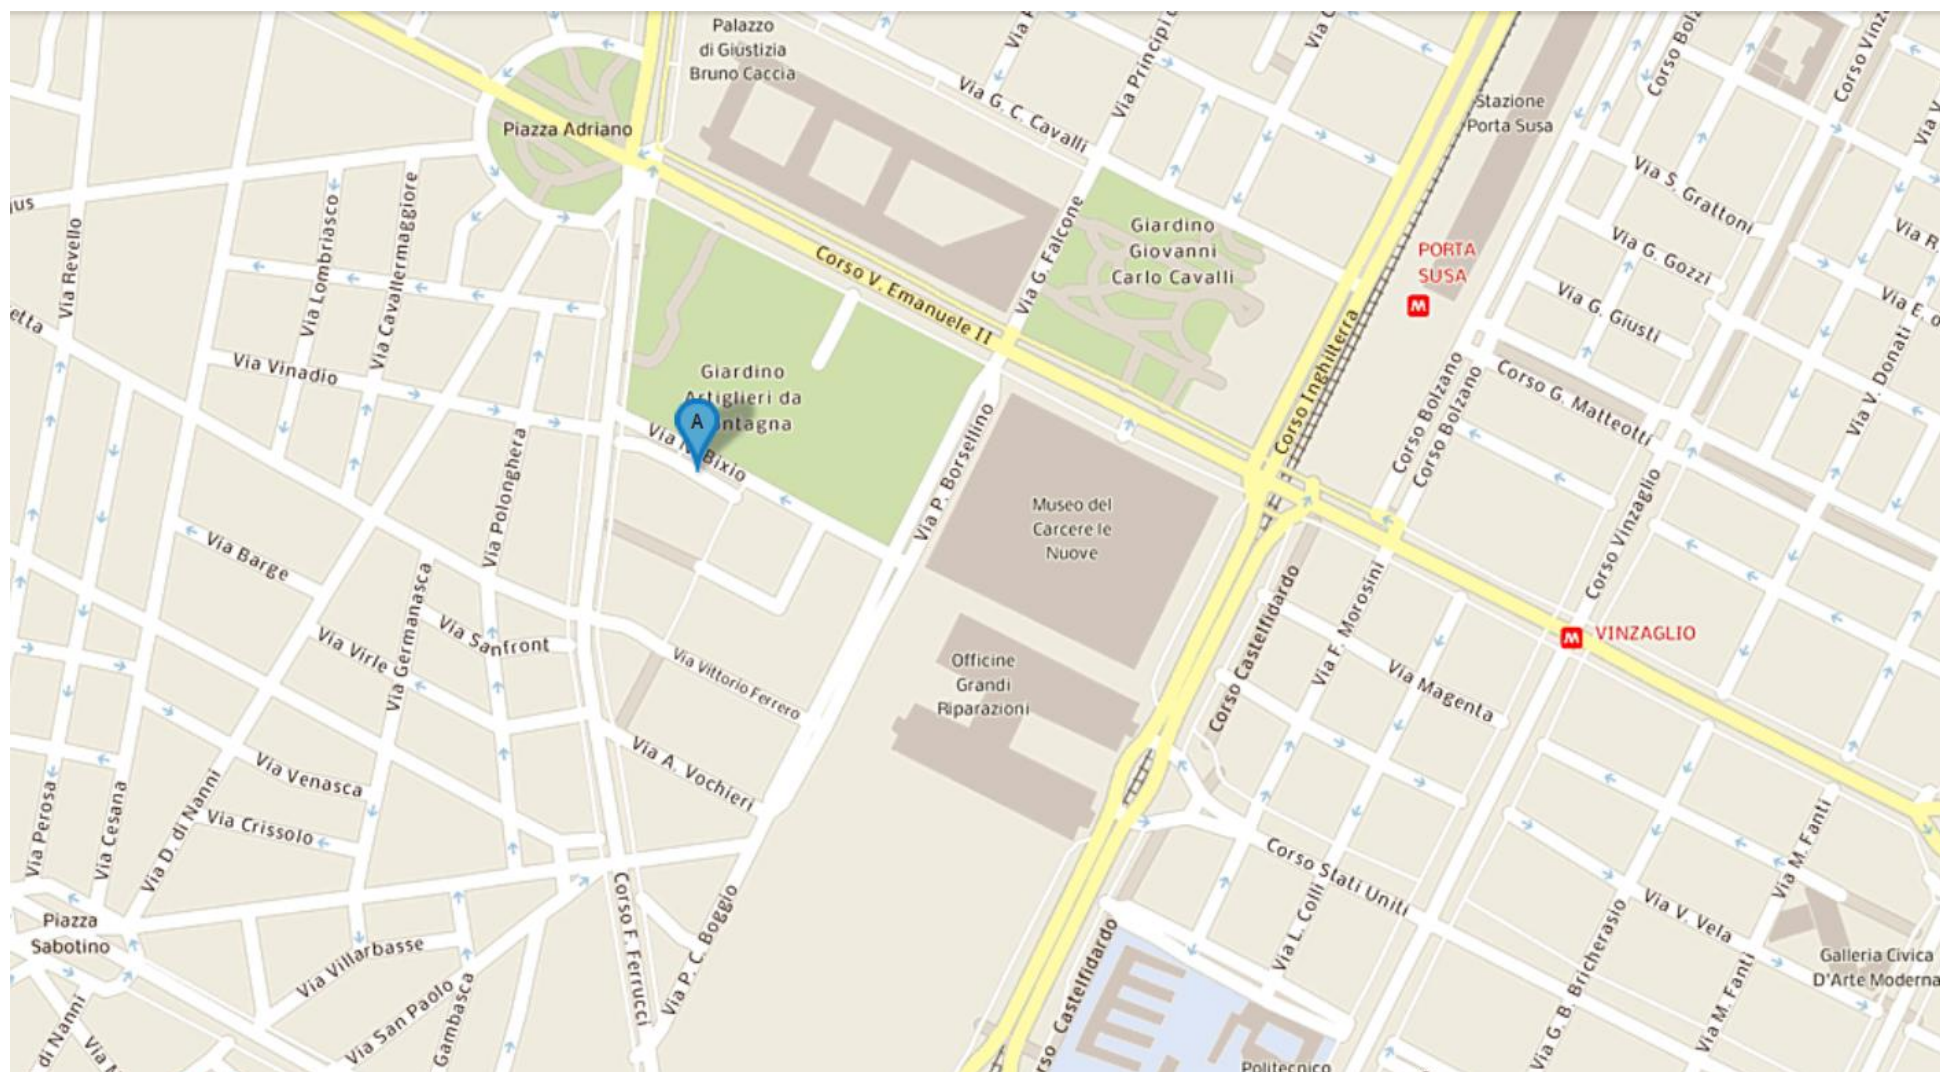 Palazzo
di Giustizia
Bruno Caccia
Piazza Adriano
Via G. C. Cavalli
Stazione
Porta Susa
Corso Bolz
Corso Vinz
Via Principi
Via S. Grattoni
Via G. Gozzi
Via G. Giusti
Via V. Donati
PORTA
SUSA
Giardino
Giovanni
Carlo Cavalli
Via G. Falcone
Corso V. Emanuele II
Corso Inghilterra
Via Revello
Via Lombriasco
Via Cavallermaggiore
Via Vinadio
Giardino
Artiglieri da
ntagna
A
Via N. Bixio
Via P. Borsellino
Corso G. Matteotti
Corso Bolzano
Corso Bolzano
Corso Vinzaglio
Museo del
Carcere le
Nuove
Via Polonghera
Via Barge
Via Germanasca
Via Sanfront
Via Virle
Via Vittorio Ferrero
Corso Castelfidardo
Via F. Morosini
VINZAGLIO
Officine
Grandi
Riparazioni
Via Magenta
Via A. Vochieri
Via Venasca
Via Crissolo
Via Perosa
Via Cesana
Via D. di Nanni
Corso Stati Uniti
Via M. Fanti
Via V. Vela
Piazza
Sabotino
Corso F. Ferrucci
Via P. C. Boggio
Via Villarbasse
Via San Paolo
Gambasca
di Nanni
Corso Castelfidardo
Via L. Colli
Via G. B. Bricherasio
Via M. Fanti
Galleria Civica
D'Arte Moderna
Politecnico